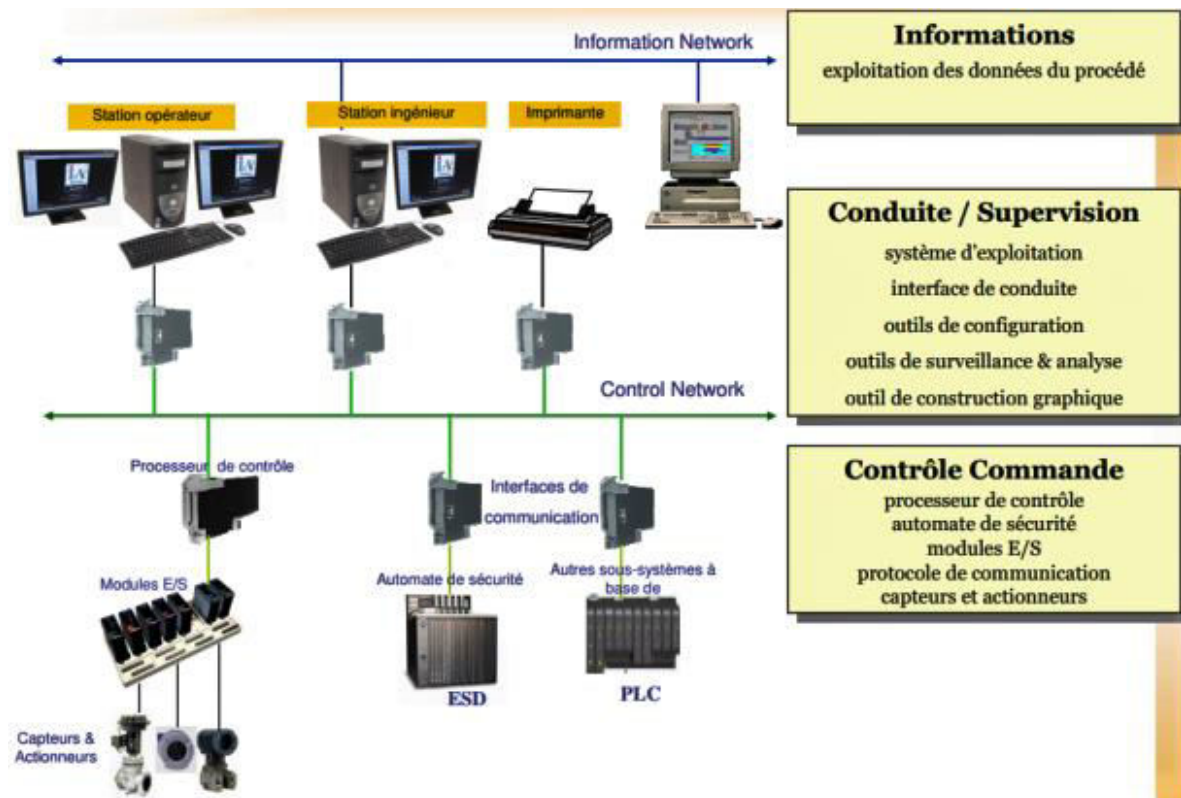 Information Network
Informations
exploitation des données du procédé
Station opérateur
Station ingénieur
Imprimante
Conduite / Supervision
système d'exploitation
interface de conduite
outils de configuration
outils de surveillance & analyse
outil de construction graphique
Control Network
Processeur de contrôle
Interfaces de
communication
Contrôle Commande
processeur de contrôle
automate de sécurité
modules E/S
protocole de communication
capteurs et actionneurs
Modules E/S
Automate de sécurité
Autres sous-systèmes à
base de
ESD
PLC
Capteurs &
Actionneurs